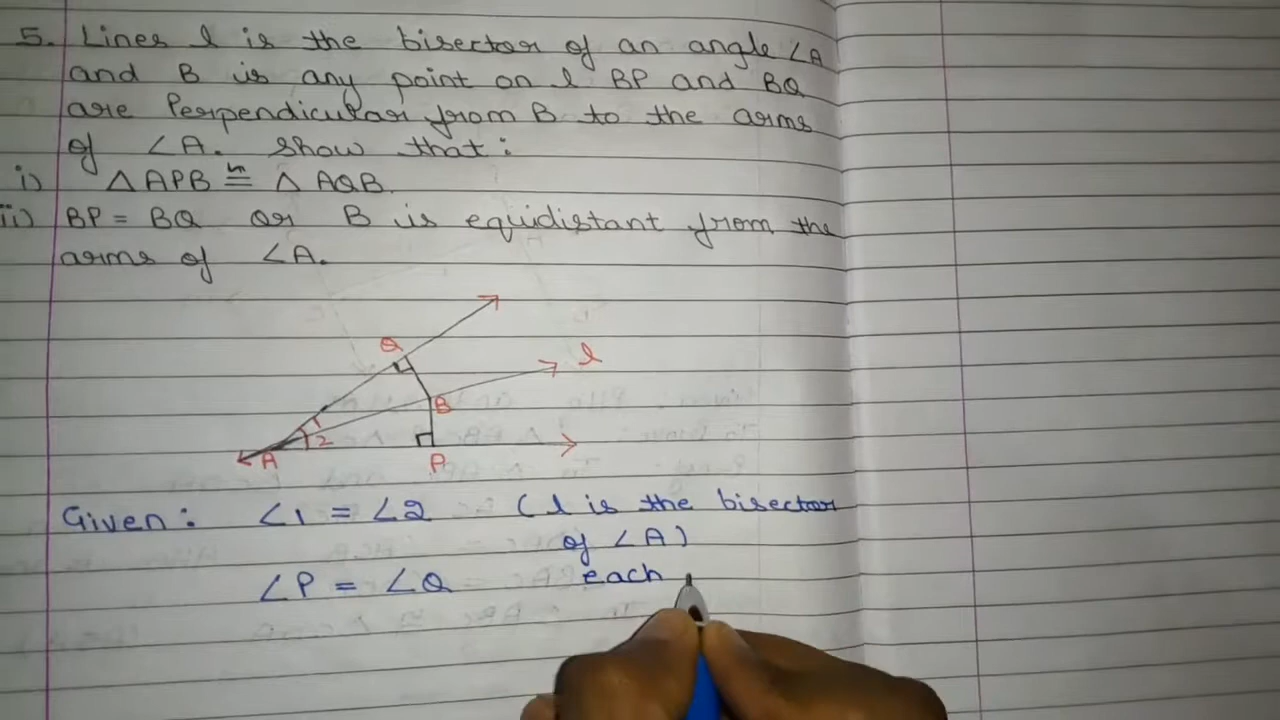 5. Lines l is the bisector of an angle ∠A
and B is any point on l BP and BQ
are Perpendicular from B to the arms
of ∠A. Show that:
i) △APB ≅ △AQB.
ii) BP = BQ or B is equidistant from the
arms of ∠A.
Q
l
B
1
2
A
P
Given: ∠1 = ∠2 (l is the bisector
of ∠A)
∠P = ∠Q each